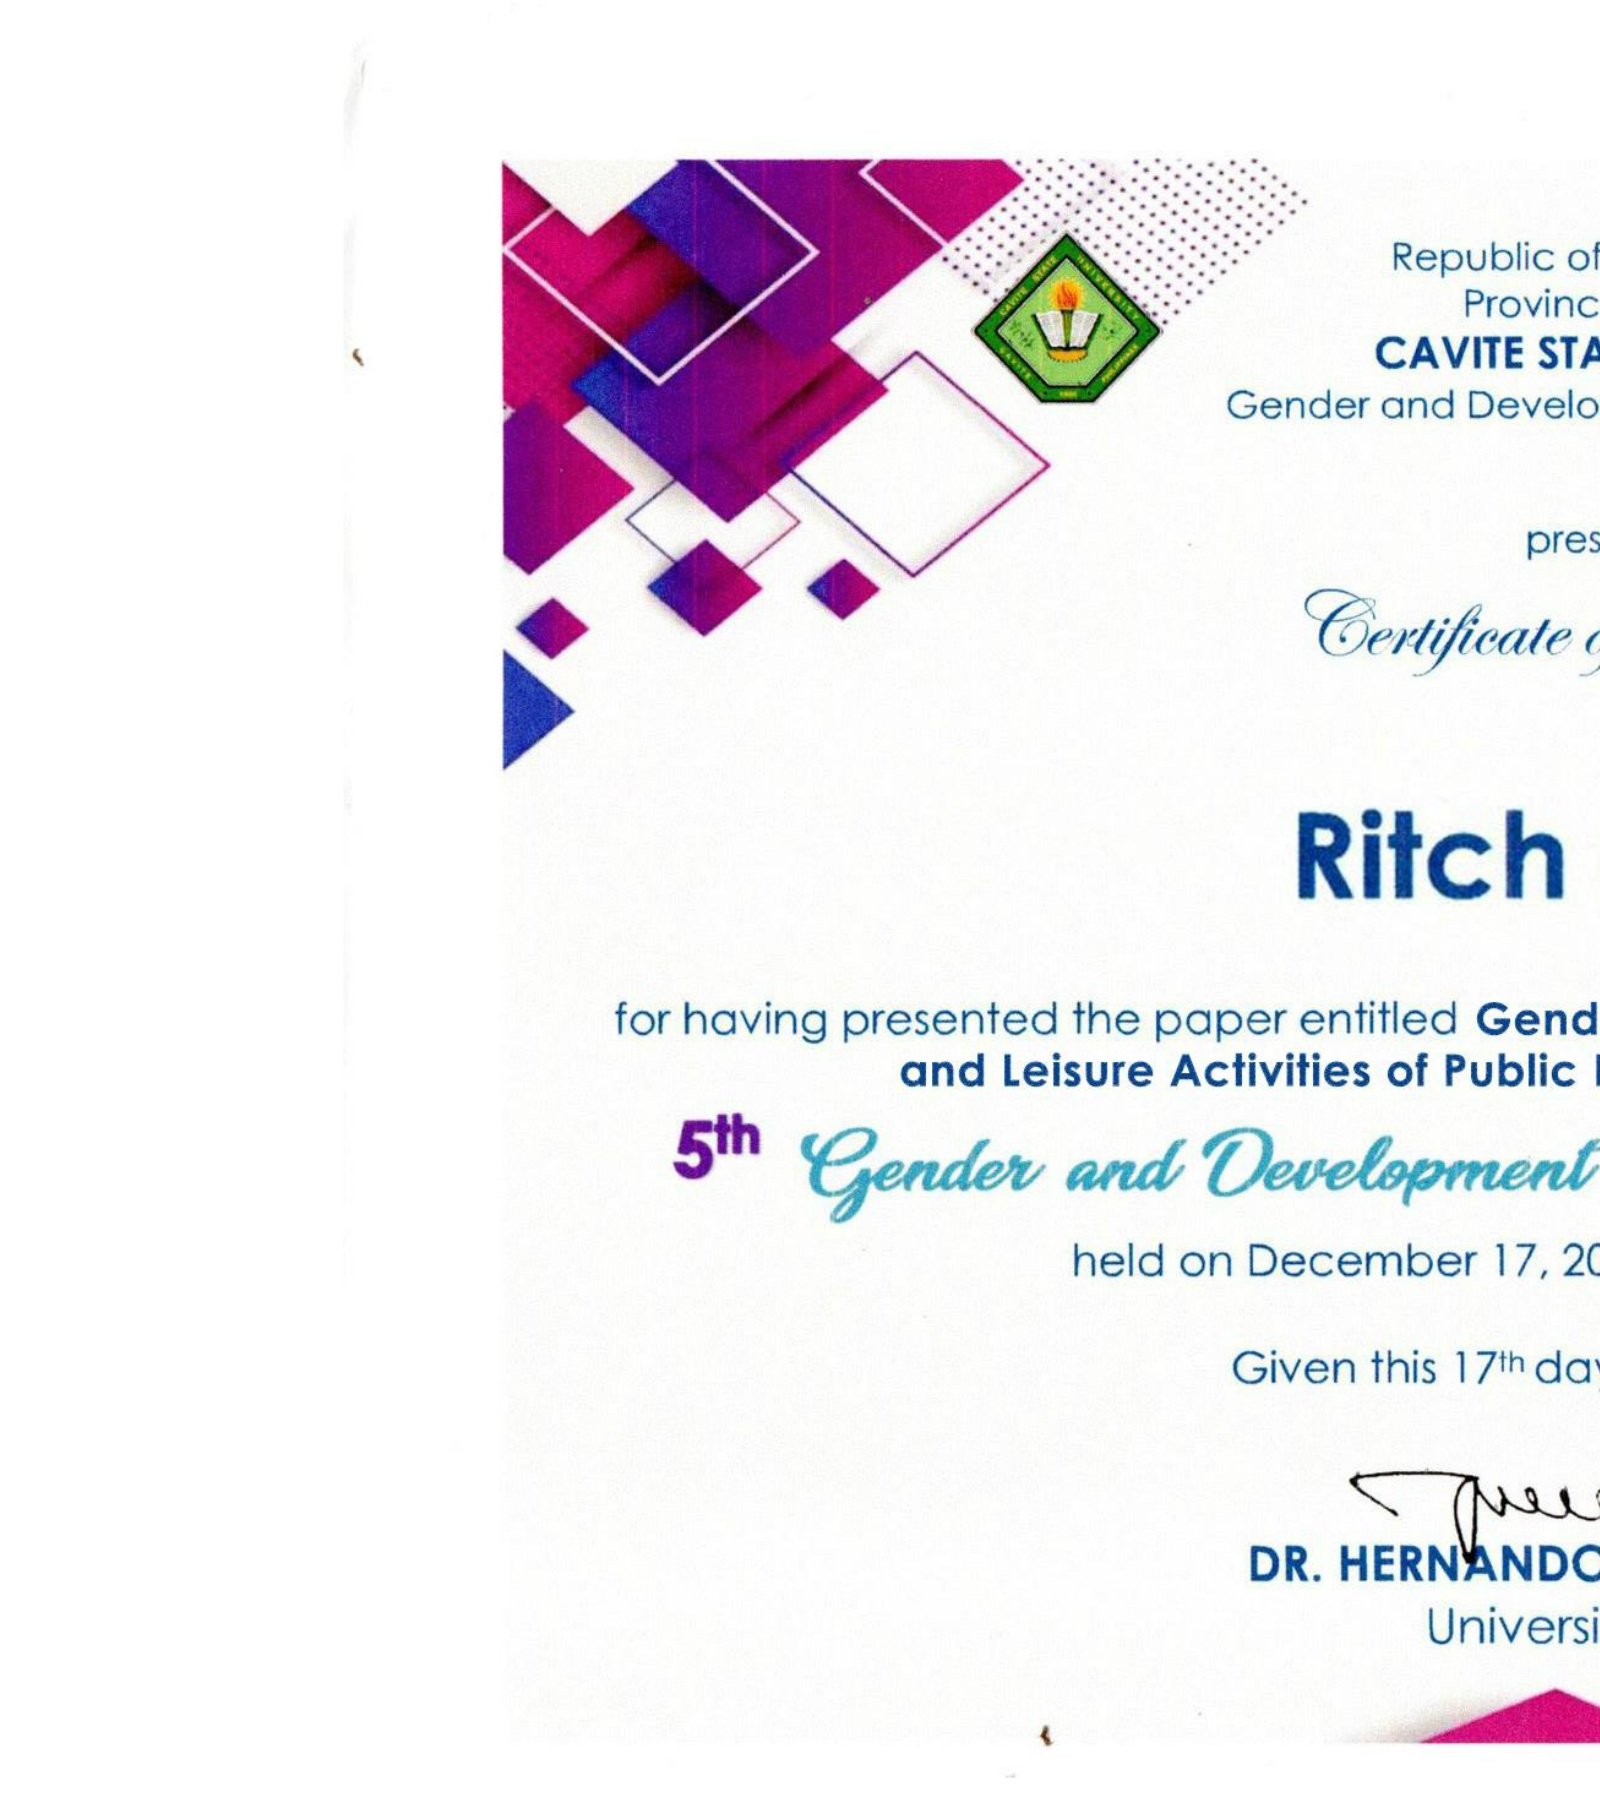 CAVITE STATE UNIVERSITY
Republic of
Provinc
CAVITE STA
Gender and Develo
pres
Certificate o
Ritch
for having presented the paper entitled Gend
and Leisure Activities of Public
5th Gender and Development
held on December 17, 20
Given this 17th day
DR. HERNANDO
Universi